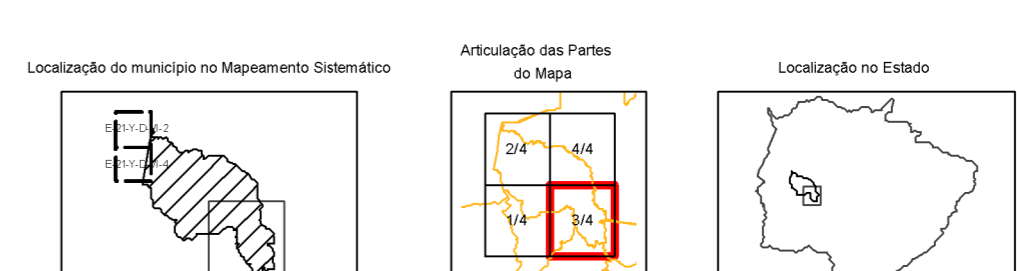 Localização do município no Mapeamento Sistemático
Articulação das Partes
do Mapa
Localização no Estado
2/4
4/4
1/4
3/4